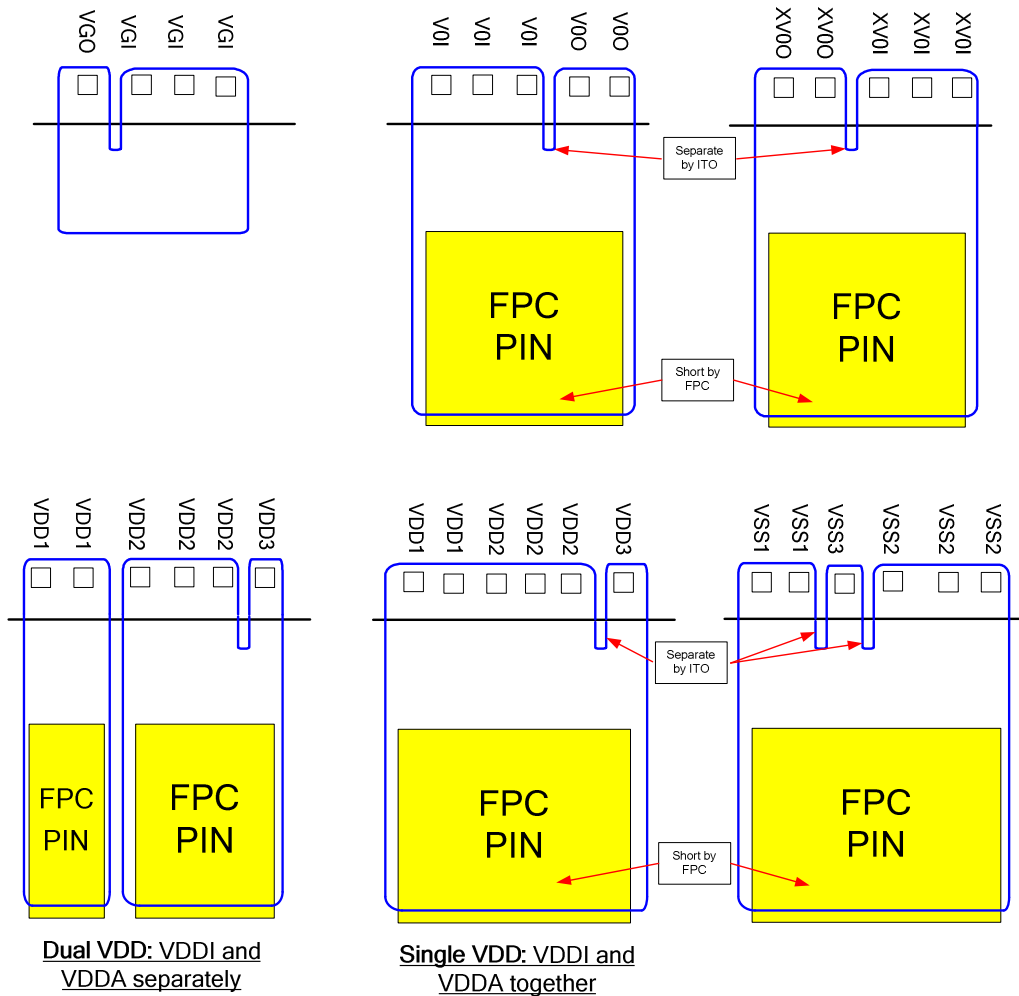 VGO
VGI
VGI
VGI
V0I
V0I
V0I
V0O
V0O
XV0O
XV0O
XV0I
XV0I
XV0I
Separate
by ITO
FPC
PIN
FPC
PIN
Short by
FPC
VDD1
VDD1
VDD2
VDD2
VDD2
VDD3
VDD1
VDD1
VDD2
VDD2
VDD2
VDD3
VSS1
VSS1
VSS3
VSS2
VSS2
VSS2
Separate
by ITO
FPC
PIN
FPC
PIN
FPC
PIN
FPC
PIN
Short by
FPC
Dual VDD: VDDI and
VDDA separately
Single VDD: VDDI and
VDDA together